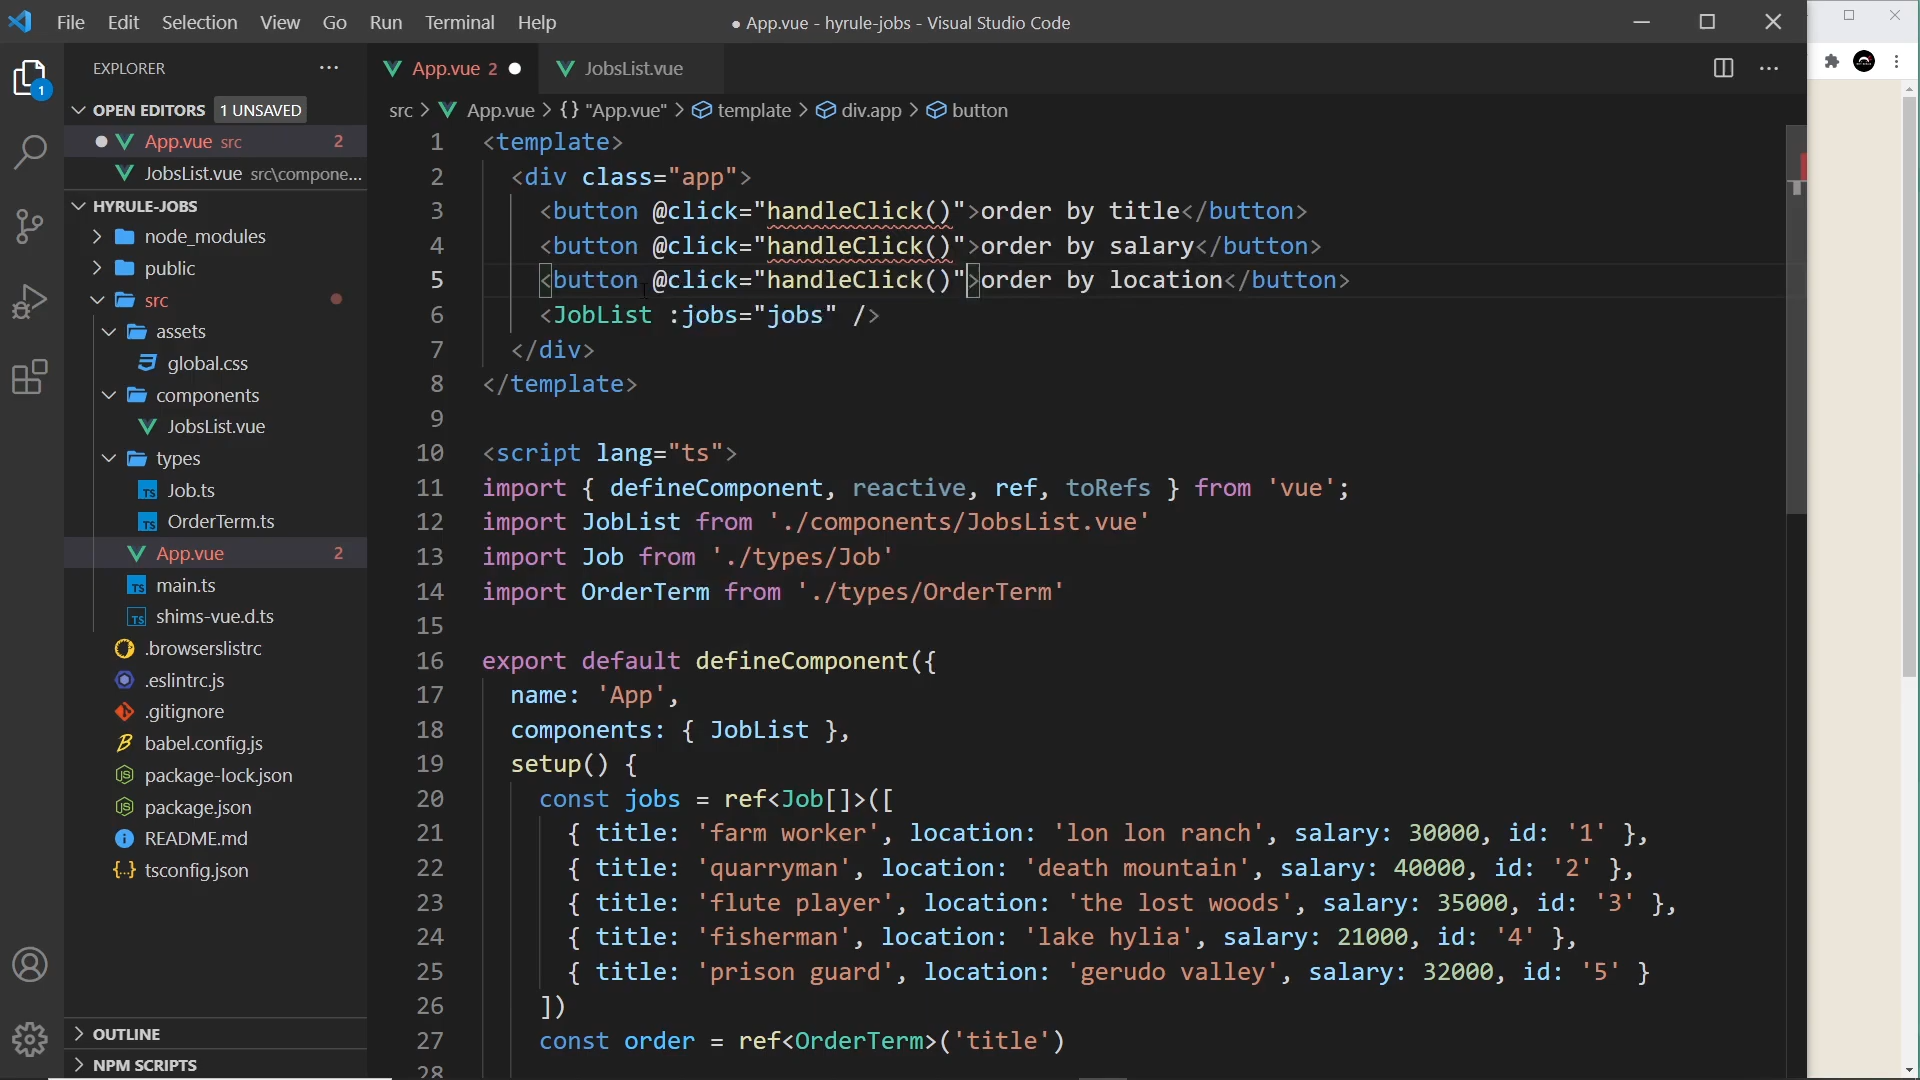 File Edit Selection View Go Run Terminal Help
● App.vue - hyrule-jobs - Visual Studio Code
EXPLORER
App.vue 2
JobsList.vue
1
OPEN EDITORS 1 UNSAVED
App.vue src 2
JobsList.vue src\compone...
HYRULE-JOBS
node_modules
public
src
assets
global.css
components
JobsList.vue
types
TS Job.ts
TS OrderTerm.ts
App.vue 2
TS main.ts
TS shims-vue.d.ts
.browserslistrc
.eslintrc.js
.gitignore
babel.config.js
package-lock.json
package.json
README.md
tsconfig.json
OUTLINE
NPM SCRIPTS
src > App.vue > {} "App.vue" > template > div.app > button
1 <template>
2 <div class="app">
3 <button @click="handleClick()">order by title</button>
4 <button @click="handleClick()">order by salary</button>
5 <button @click="handleClick()">order by location</button>
6 <JobList :jobs="jobs" />
7 </div>
8 </template>
9
10 <script lang="ts">
11 import { defineComponent, reactive, ref, toRefs } from 'vue';
12 import JobList from './components/JobsList.vue'
13 import Job from './types/Job'
14 import OrderTerm from './types/OrderTerm'
15
16 export default defineComponent({
17 name: 'App',
18 components: { JobList },
19 setup() {
20 const jobs = ref<Job[]>([
21 { title: 'farm worker', location: 'lon lon ranch', salary: 30000, id: '1' },
22 { title: 'quarryman', location: 'death mountain', salary: 40000, id: '2' },
23 { title: 'flute player', location: 'the lost woods', salary: 35000, id: '3' },
24 { title: 'fisherman', location: 'lake hylia', salary: 21000, id: '4' },
25 { title: 'prison guard', location: 'gerudo valley', salary: 32000, id: '5' }
26 ])
27 const order = ref<OrderTerm>('title')
28